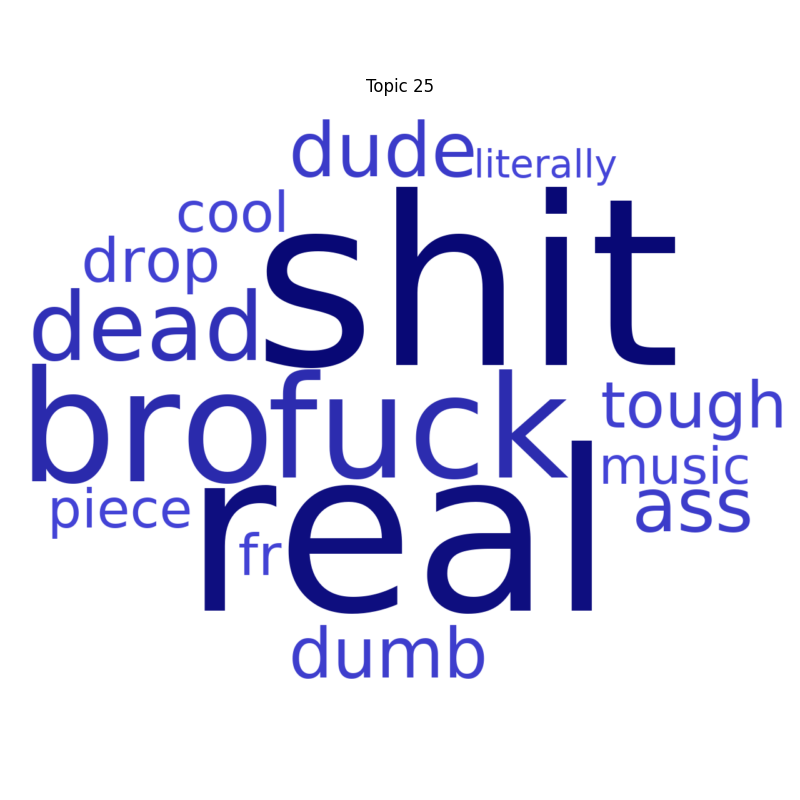 Topic 25
dude
literally
cool
shit
drop
dead
bro
fuck
tough
music
piece
real
ass
fr
dumb